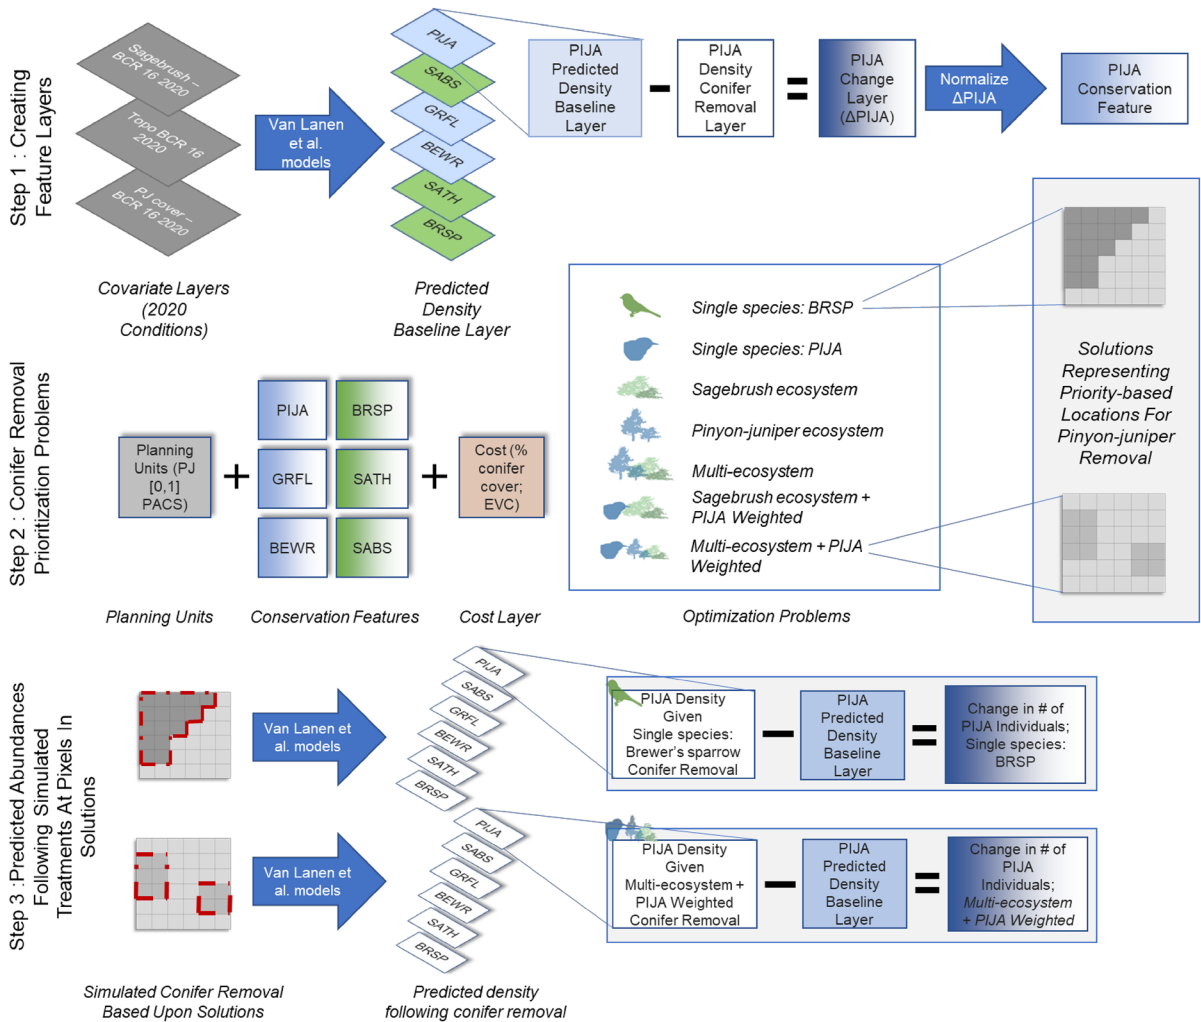 Step 1 : Creating
Feature Layers
Sagebrush –
BCR 16 2020
Topo BCR 16
2020
PJ cover –
BCR 16 2020
Covariate Layers
(2020
Conditions)
Van Lanen
et al.
models
PIJA
SABS
GRFL
BEWR
SATH
BRSP
Predicted
Density
Baseline Layer
PIJA
Predicted
Density
Baseline
Layer
PIJA
Density
Conifer
Removal
Layer
PIJA
Change
Layer
(ΔPIJA)
Normalize
ΔPIJA
PIJA
Conservation
Feature
Step 2 : Conifer Removal
Prioritization Problems
Planning
Units (PJ
[0,1]
PACS)
Planning Units
PIJA
BRSP
GRFL
SATH
BEWR
SABS
Conservation Features
Cost (%
conifer
cover;
EVC)
Cost Layer
Single species: BRSP
Single species: PIJA
Sagebrush ecosystem
Pinyon-juniper ecosystem
Multi-ecosystem
Sagebrush ecosystem +
PIJA Weighted
Multi-ecosystem + PIJA
Weighted
Optimization Problems
Solutions
Representing
Priority-based
Locations For
Pinyon-juniper
Removal
Step 3 :Predicted Abundances
Following Simulated
Treatments At Pixels In
Solutions
Van Lanen et
al. models
PIJA
SABS
GRFL
BEWR
SATH
BRSP
PIJA Density
Given
Single species:
Brewer's sparrow
Conifer Removal
PIJA
Predicted
Density
Baseline
Layer
Change in # of
PIJA Individuals;
Single species:
BRSP
Van Lanen et
al. models
PIJA
SABS
GRFL
BEWR
SATH
BRSP
PIJA Density
Given
Multi-ecosystem +
PIJA Weighted
Conifer Removal
PIJA
Predicted
Density
Baseline
Layer
Change in # of
PIJA
Individuals;
Multi-ecosystem
+ PIJA Weighted
Simulated Conifer Removal
Based Upon Solutions
Predicted density
following conifer removal